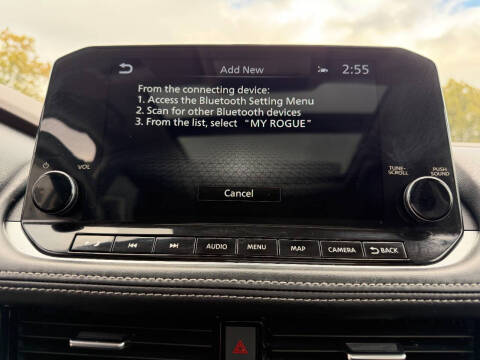 Add New
2:55
From the connecting device:
1. Access the Bluetooth Setting Menu
2. Scan for other Bluetooth devices
3. From the list, select "MY ROGUE"
Cancel
VOL
TUNE-
SCROLL
PUSH
SOUND
AUDIO
MENU
MAP
CAMERA
BACK